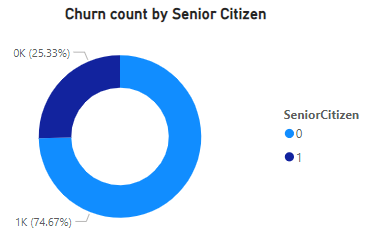 Churn count by Senior Citizen
0K (25.33%)
SeniorCitizen
0
1
1K (74.67%)